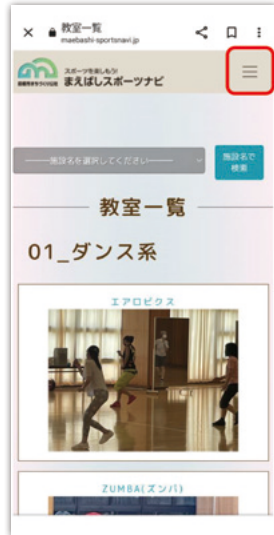 教室一覧
maebashi-sportsnavi.jp
スポーツを楽しもう!
まえばしスポーツナビ
———施設名を選択してください———
施設名で
検索
教室一覧
01_ダンス系
エアロビクス
ZUMBA(ズンバ)